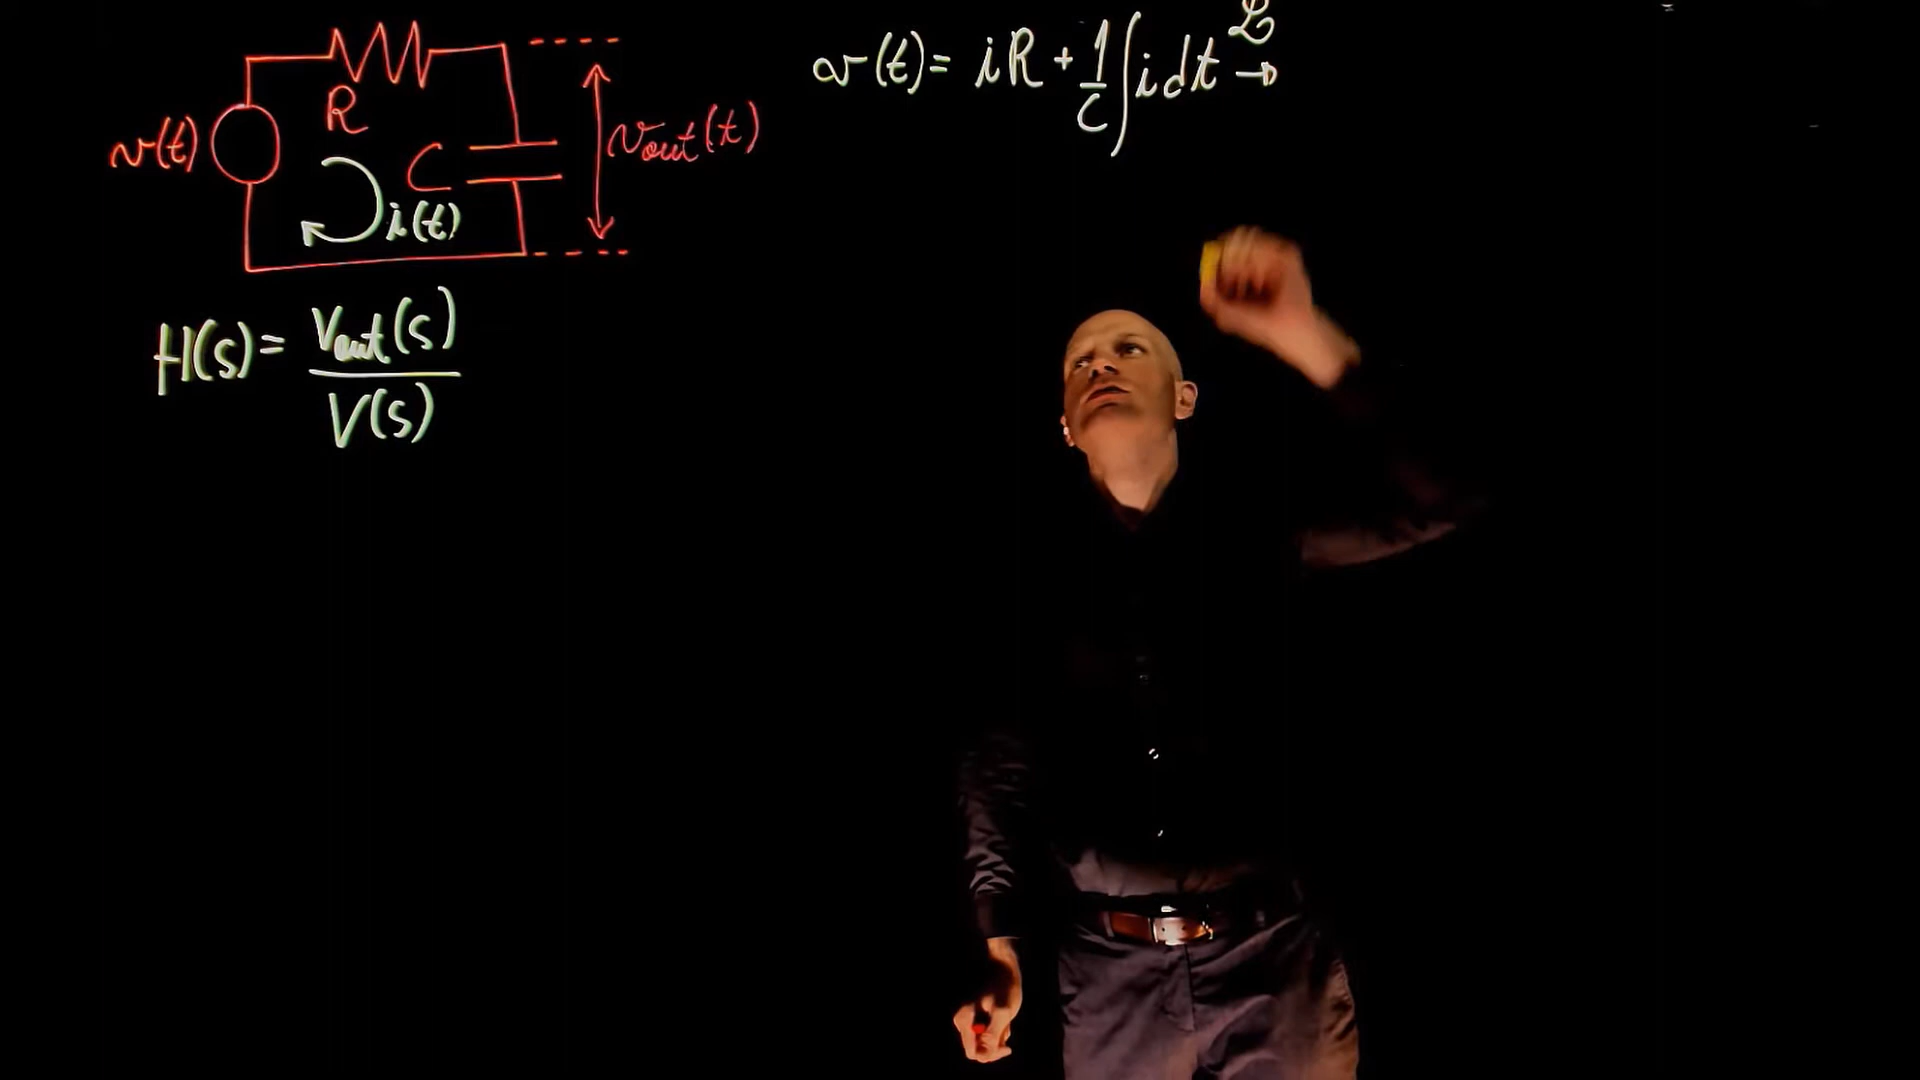 v(t)
R
C
i(t)
vout(t)
H(s) = Vout(s) / V(s)
v(t) = iR + 1/C ∫ i dt ℒ→